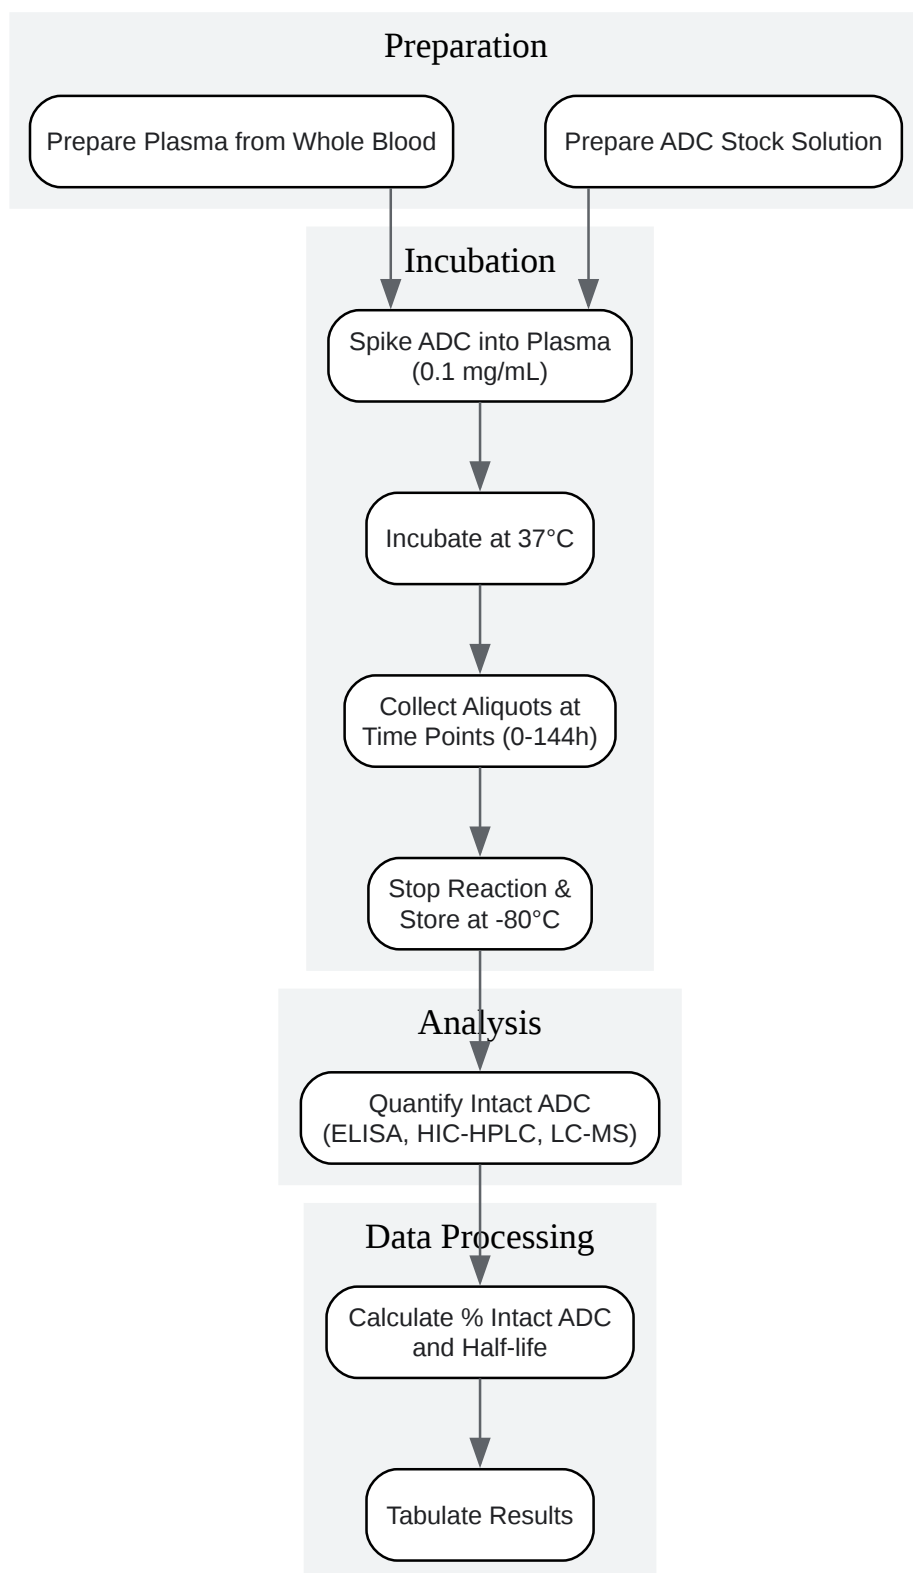 Preparation
Prepare Plasma from Whole Blood
Prepare ADC Stock Solution
Incubation
Spike ADC into Plasma
(0.1 mg/mL)
Incubate at 37°C
Collect Aliquots at
Time Points (0-144h)
Stop Reaction &
Store at -80°C
Analysis
Quantify Intact ADC
(ELISA, HIC-HPLC, LC-MS)
Data Processing
Calculate % Intact ADC
and Half-life
Tabulate Results